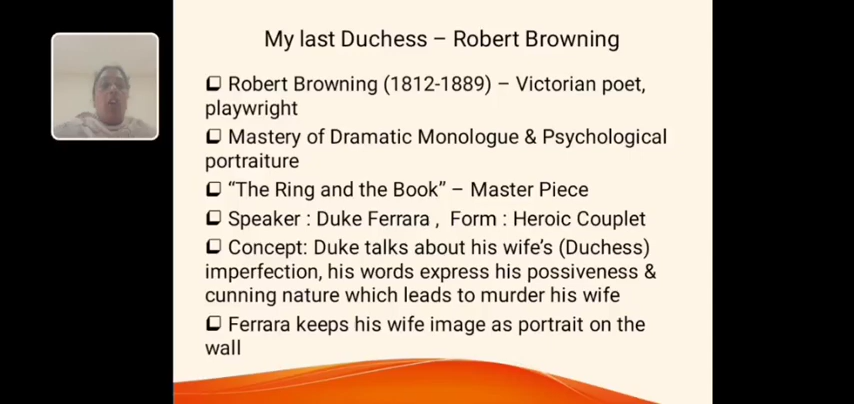 My last Duchess – Robert Browning
❑ Robert Browning (1812-1889) – Victorian poet,
playwright
❑ Mastery of Dramatic Monologue & Psychological
portraiture
❑ “The Ring and the Book” – Master Piece
❑ Speaker : Duke Ferrara , Form : Heroic Couplet
❑ Concept: Duke talks about his wife’s (Duchess)
imperfection, his words express his possiveness &
cunning nature which leads to murder his wife
❑ Ferrara keeps his wife image as portrait on the
wall